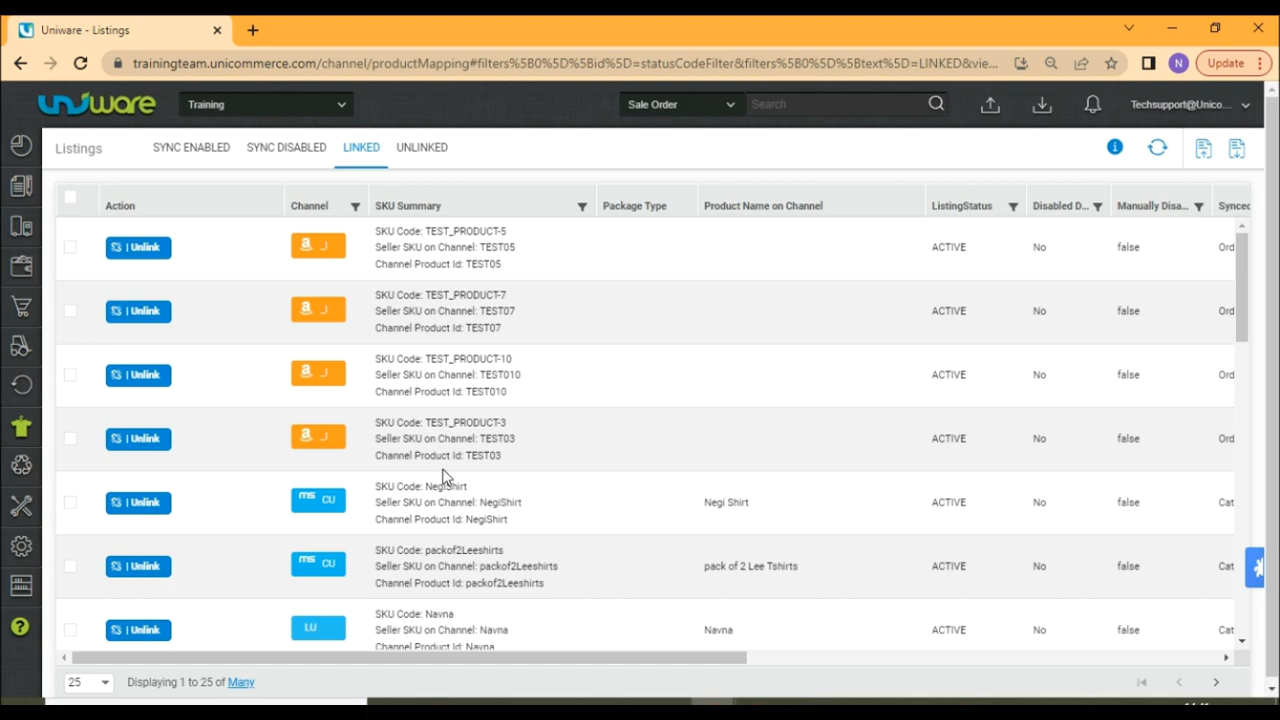 Uniware - Listings
trainingteam.unicommerce.com/channel/productMapping#filters%5B0%5D%5Bid%5D=statusCodeFilter&filters%5B0%5D%5Btext%5D=LINKED&vie...
N
Update
uniware
Training
Sale Order
Search
Techsupport@Unico...
Listings
SYNC ENABLED
SYNC DISABLED
LINKED
UNLINKED
Action
Channel
SKU Summary
Package Type
Product Name on Channel
ListingStatus
Disabled D...
Manually Disa...
Synced
Unlink
a J
SKU Code: TEST_PRODUCT-5
Seller SKU on Channel: TEST05
Channel Product Id: TEST05
ACTIVE
No
false
Ord
Unlink
a J
SKU Code: TEST_PRODUCT-7
Seller SKU on Channel: TEST07
Channel Product Id: TEST07
ACTIVE
No
false
Ord
Unlink
a J
SKU Code: TEST_PRODUCT-10
Seller SKU on Channel: TEST010
Channel Product Id: TEST010
ACTIVE
No
false
Ord
Unlink
a J
SKU Code: TEST_PRODUCT-3
Seller SKU on Channel: TEST03
Channel Product Id: TEST03
ACTIVE
No
false
Ord
Unlink
ms CU
SKU Code: NegiShirt
Seller SKU on Channel: NegiShirt
Channel Product Id: NegiShirt
Negi Shirt
ACTIVE
No
false
Cat
Unlink
ms CU
SKU Code: packof2Leeshirts
Seller SKU on Channel: packof2Leeshirts
Channel Product Id: packof2Leeshirts
pack of 2 Lee Tshirts
ACTIVE
No
false
Cat
Unlink
LU
SKU Code: Navna
Seller SKU on Channel: Navna
Channel Product Id: Navna
Navna
ACTIVE
No
false
Cat
25
Displaying 1 to 25 of Many